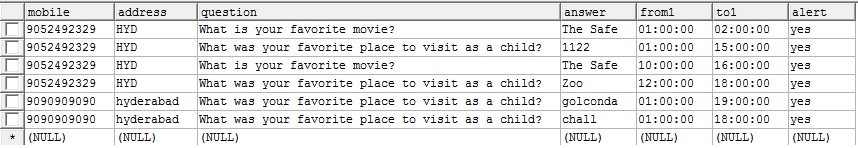 mobile address question answer from1 to1 alert
9052492329 HYD What is your favorite movie? The Safe 01:00:00 02:00:00 yes
9052492329 HYD What was your favorite place to visit as a child? 1122 01:00:00 15:00:00 yes
9052492329 HYD What is your favorite movie? The Safe 10:00:00 16:00:00 yes
9052492329 HYD What was your favorite place to visit as a child? Zoo 12:00:00 18:00:00 yes
9090909090 hyderabad What was your favorite place to visit as a child? golconda 01:00:00 19:00:00 yes
9090909090 hyderabad What was your favorite place to visit as a child? chall 01:00:00 18:00:00 yes
* (NULL) (NULL) (NULL) (NULL) (NULL) (NULL) (NULL)